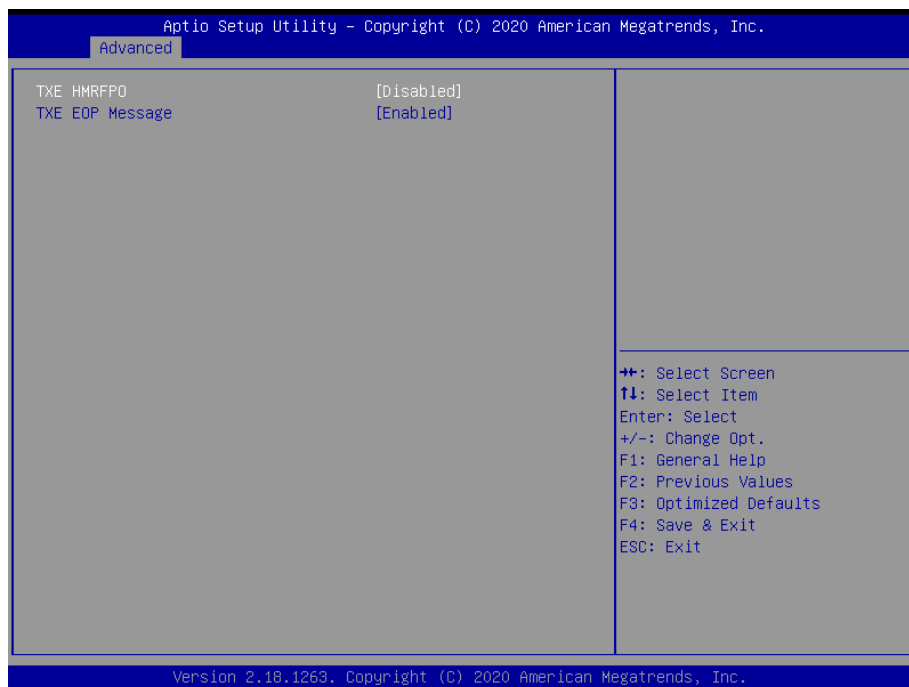 Aptio Setup Utility – Copyright (C) 2020 American Megatrends, Inc.
Advanced
TXE HMRFPO [Disabled]
TXE EOP Message [Enabled]
→←: Select Screen
↑↓: Select Item
Enter: Select
+/-: Change Opt.
F1: General Help
F2: Previous Values
F3: Optimized Defaults
F4: Save & Exit
ESC: Exit
Version 2.18.1263. Copyright (C) 2020 American Megatrends, Inc.